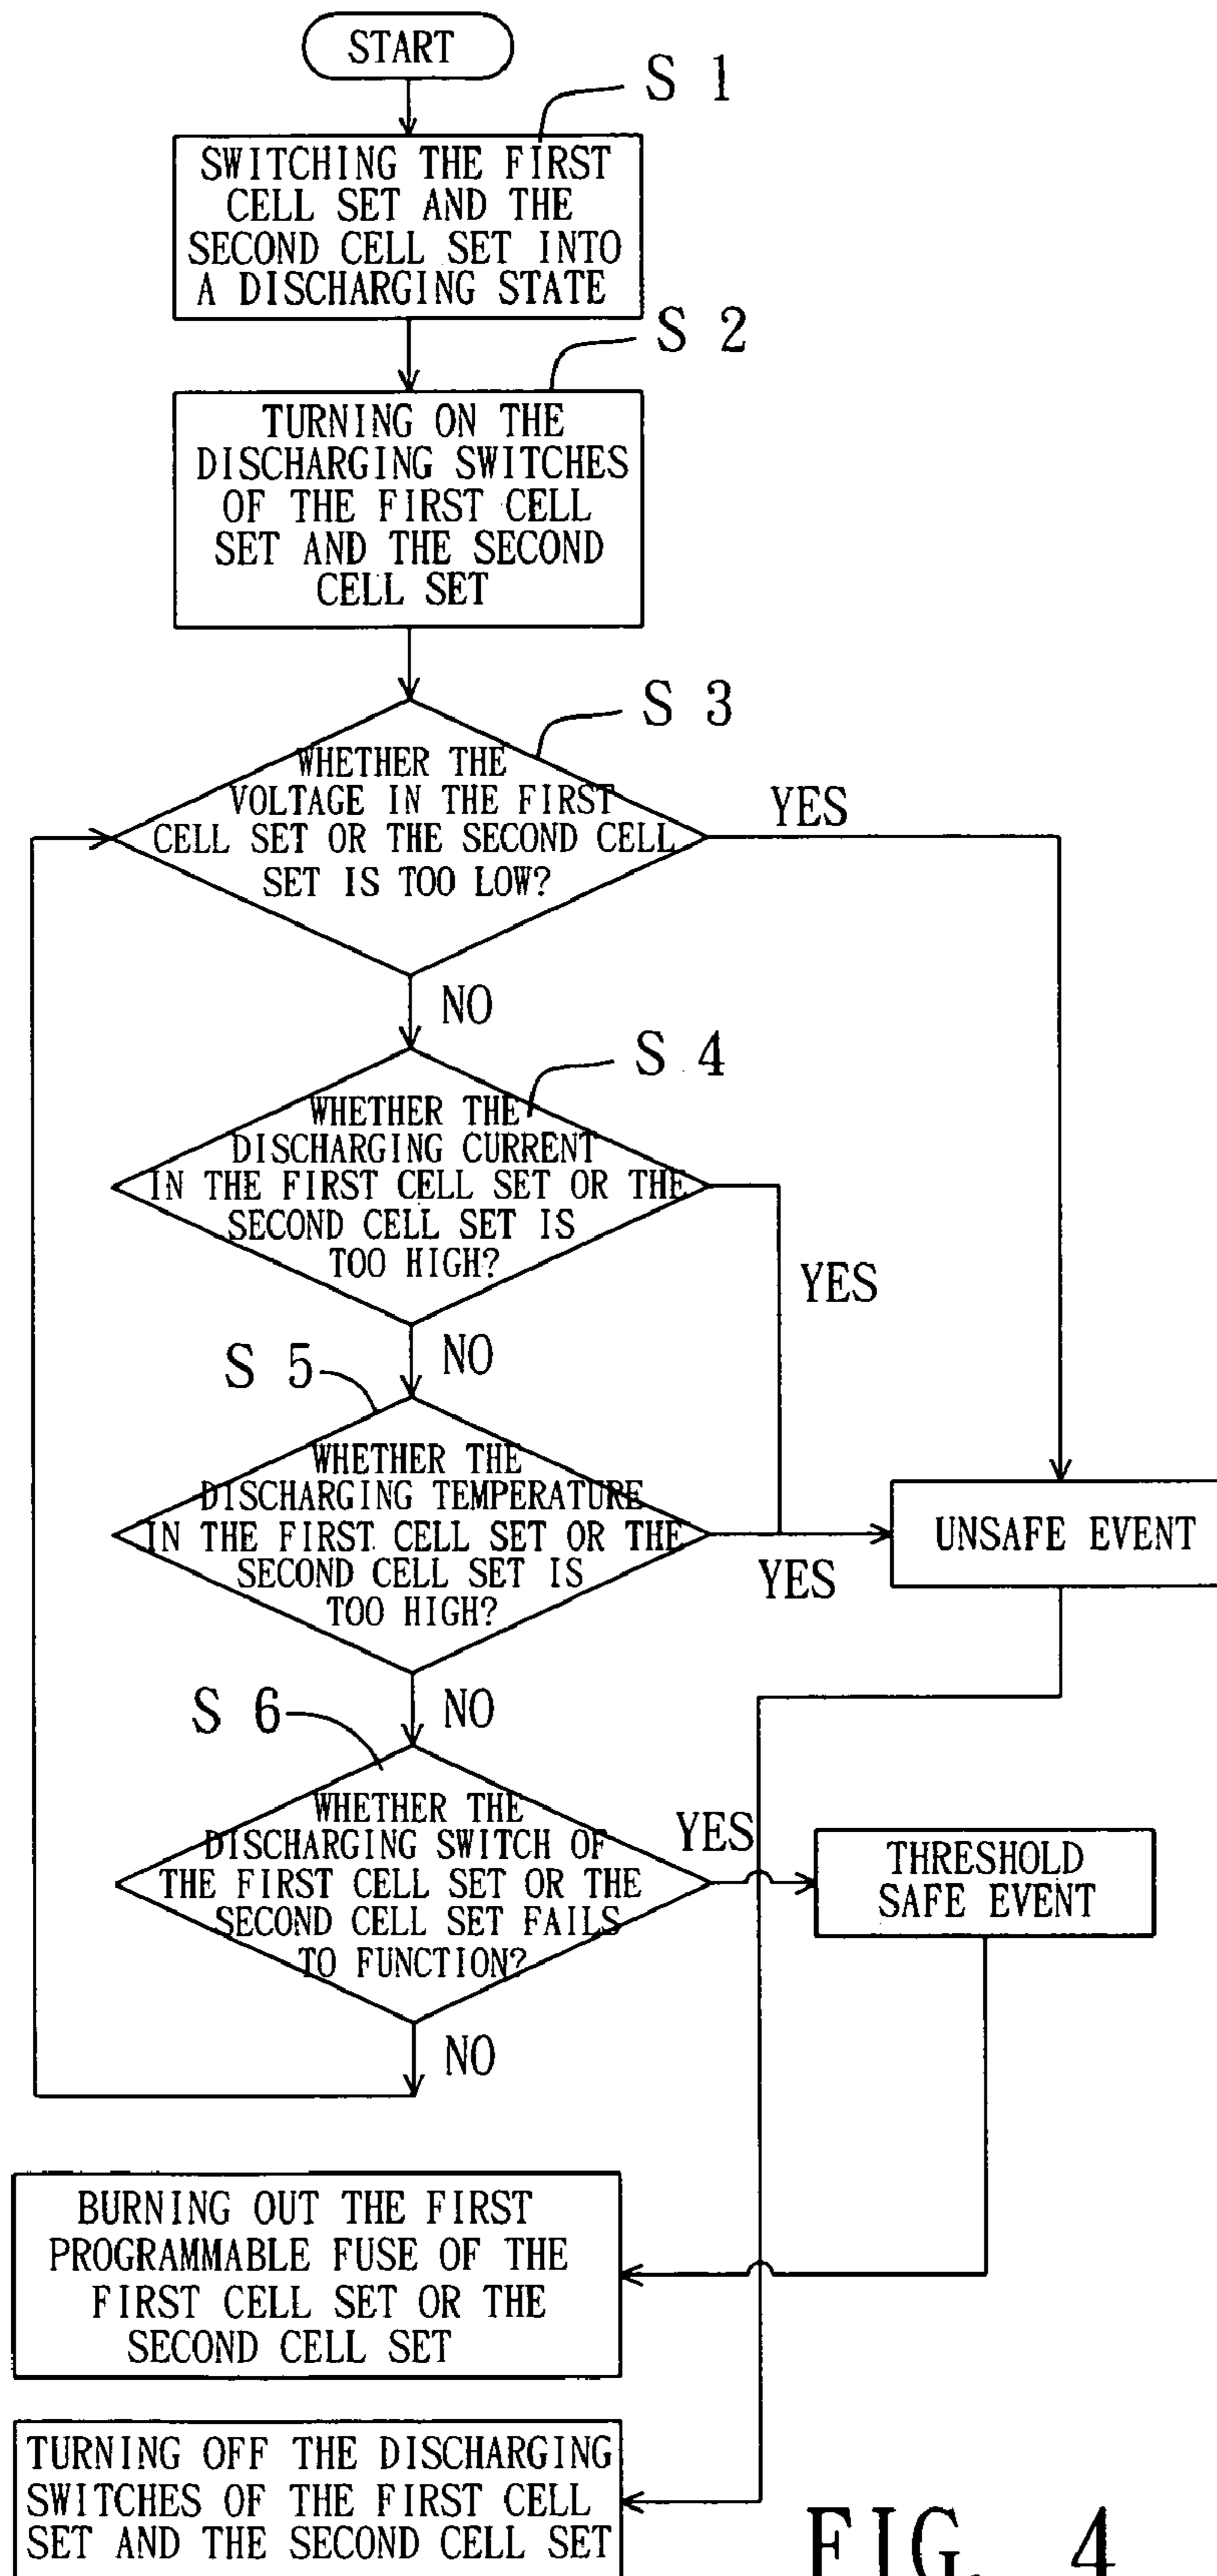 START
S 1
SWITCHING THE FIRST
CELL SET AND THE
SECOND CELL SET INTO
A DISCHARGING STATE
S 2
TURNING ON THE
DISCHARGING SWITCHES
OF THE FIRST CELL
SET AND THE SECOND
CELL SET
S 3
WHETHER THE
VOLTAGE IN THE FIRST
CELL SET OR THE SECOND CELL
SET IS TOO LOW?
YES
NO
S 4
WHETHER THE
DISCHARGING CURRENT
IN THE FIRST CELL SET OR THE
SECOND CELL SET IS
TOO HIGH?
YES
NO
S 5
WHETHER THE
DISCHARGING TEMPERATURE
IN THE FIRST CELL SET OR THE
SECOND CELL SET IS
TOO HIGH?
YES
UNSAFE EVENT
NO
S 6
WHETHER THE
DISCHARGING SWITCH OF
THE FIRST CELL SET OR THE
SECOND CELL SET FAILS
TO FUNCTION?
YES
THRESHOLD
SAFE EVENT
NO
BURNING OUT THE FIRST
PROGRAMMABLE FUSE OF THE
FIRST CELL SET OR THE
SECOND CELL SET
TURNING OFF THE DISCHARGING
SWITCHES OF THE FIRST CELL
SET AND THE SECOND CELL SET
FIG. 4